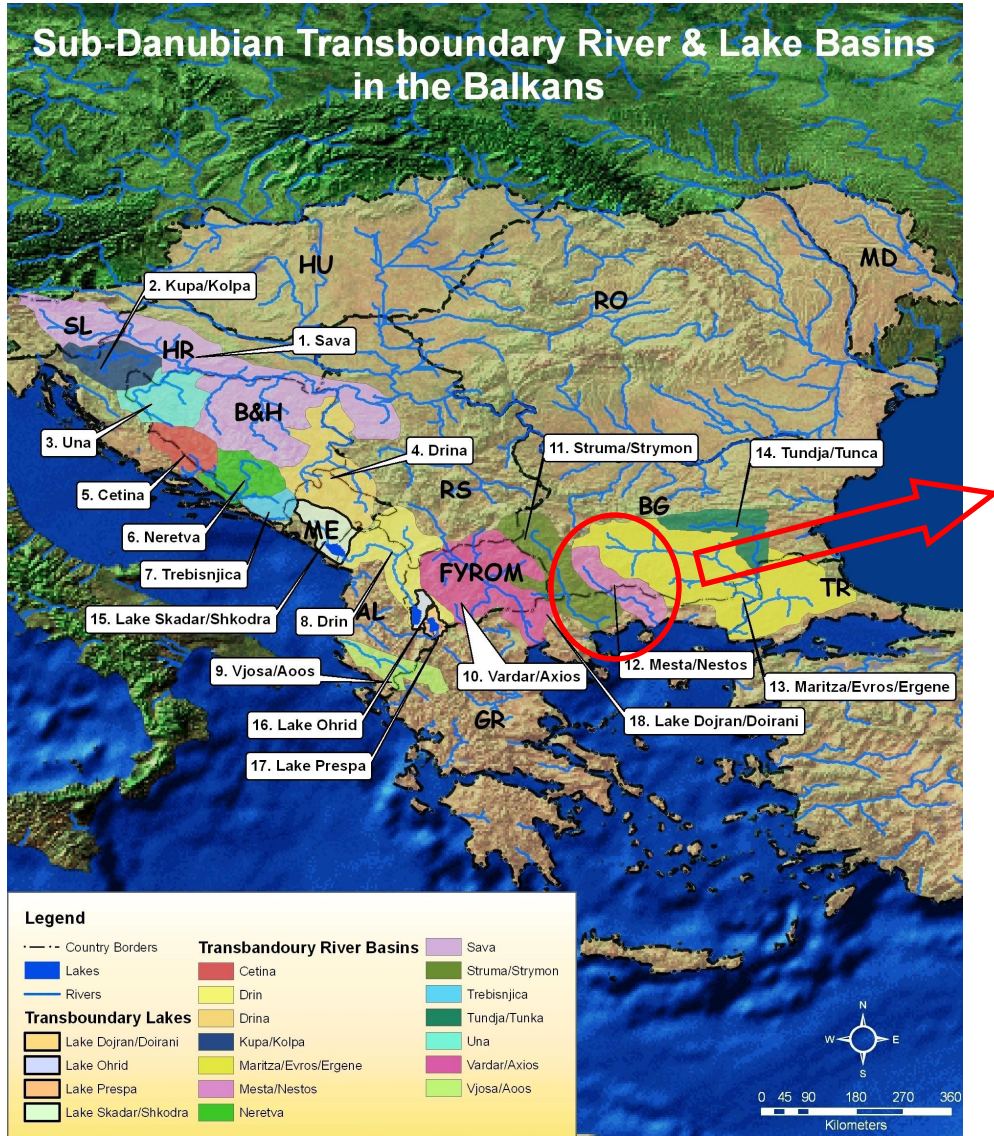 Sub-Danubian Transboundary River & Lake Basins
in the Balkans
HU
MD
RO
2. Kupa/Kolpa
SL
HR
1. Sava
B&H
3. Una
4. Drina
11. Struma/Strymon
14. Tundja/Tunca
5. Cetina
RS
BG
6. Neretva
ME
7. Trebisnjica
FYROM
TR
15. Lake Skadar/Shkodra
AL
8. Drin
9. Vjosa/Aoos
10. Vardar/Axios
12. Mesta/Nestos
13. Maritza/Evros/Ergene
16. Lake Ohrid
GR
18. Lake Dojran/Doirani
17. Lake Prespa
Legend
Country Borders
Lakes
Rivers
Transboundary Lakes
Lake Dojran/Doirani
Lake Ohrid
Lake Prespa
Lake Skadar/Shkodra
Transbandoury River Basins
Cetina
Drin
Drina
Kupa/Kolpa
Maritza/Evros/Ergene
Mesta/Nestos
Neretva
Sava
Struma/Strymon
Trebisnjica
Tundja/Tunka
Una
Vardar/Axios
Vjosa/Aoos
N
W E
S
0 45 90 180 270 360
Kilometers